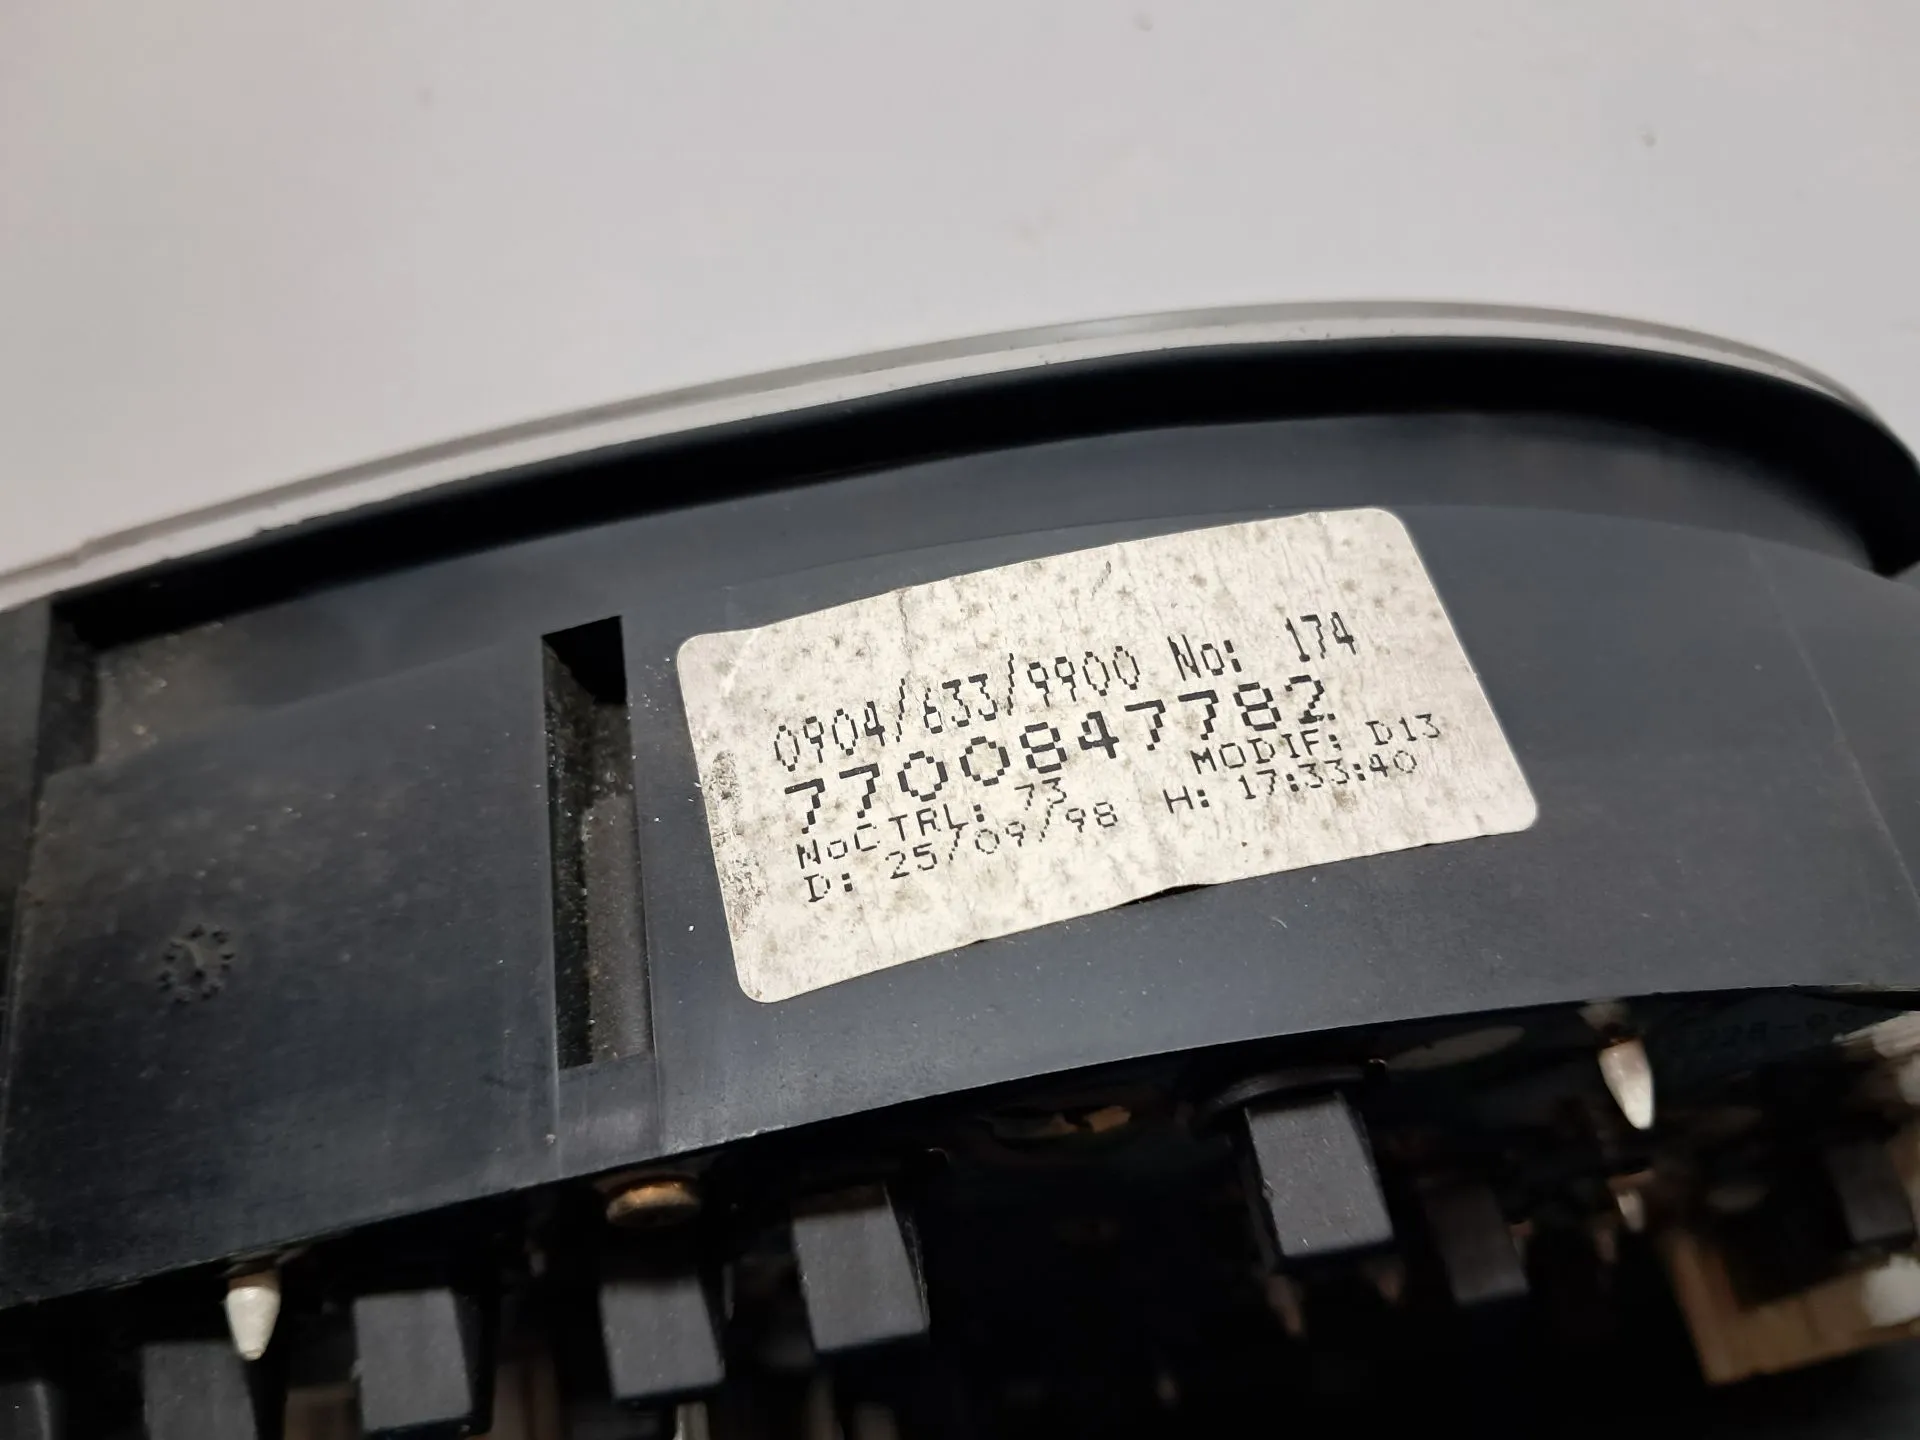 0904/633/9900 No: 174
7700847782
NoCTRL: 73 MODIF: D13
D: 25/09/98 H: 17:33:40